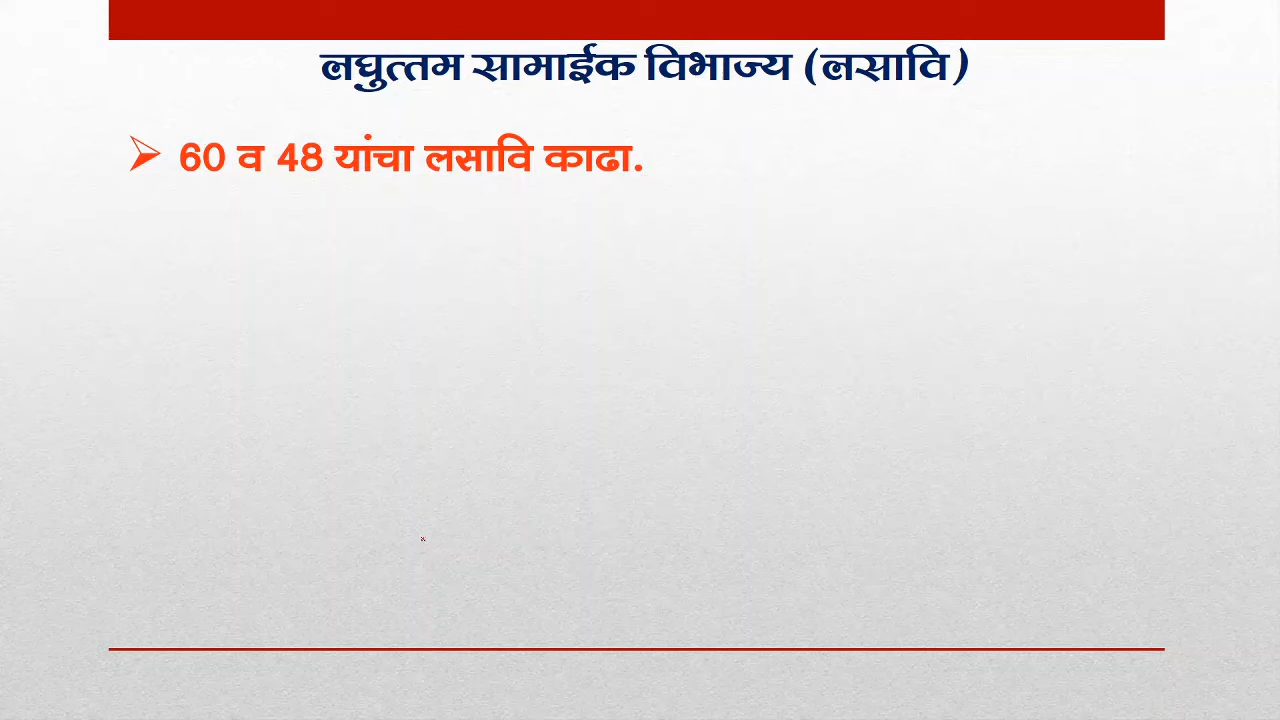 लघुत्तम सामाईक विभाज्य (लसावि)
60 व 48 यांचा लसावि काढा.